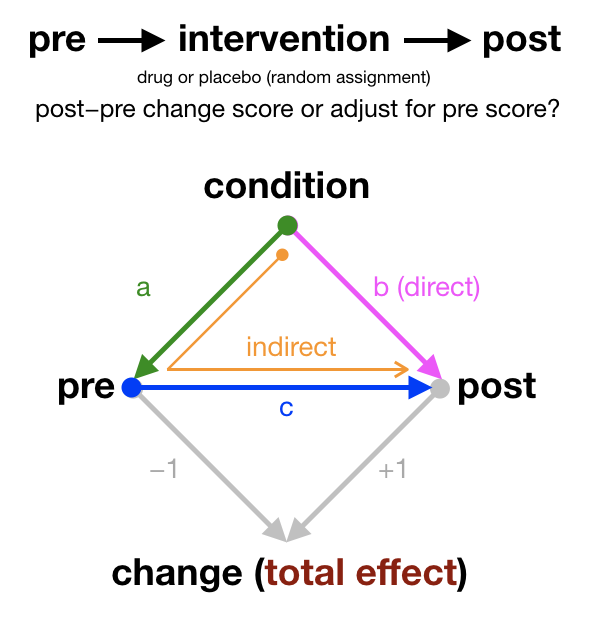 pre intervention post
drug or placebo (random assignment)
post–pre change score or adjust for pre score?
condition
a
b (direct)
indirect
pre
post
c
−1
+1
change (total effect)